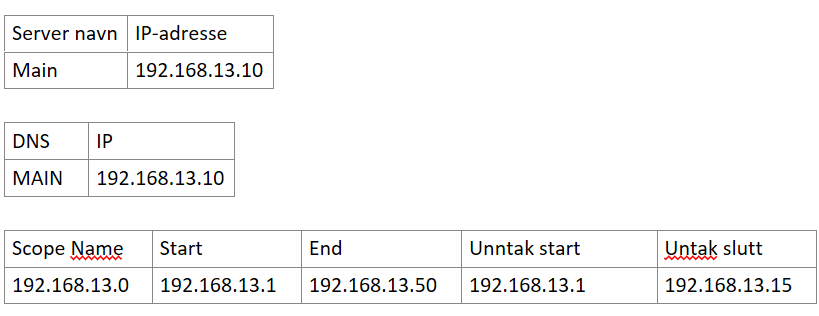 Server navn IP-adresse
Main 192.168.13.10
DNS IP
MAIN 192.168.13.10
Scope Name Start End Unntak start Untak slutt
192.168.13.0 192.168.13.1 192.168.13.50 192.168.13.1 192.168.13.15